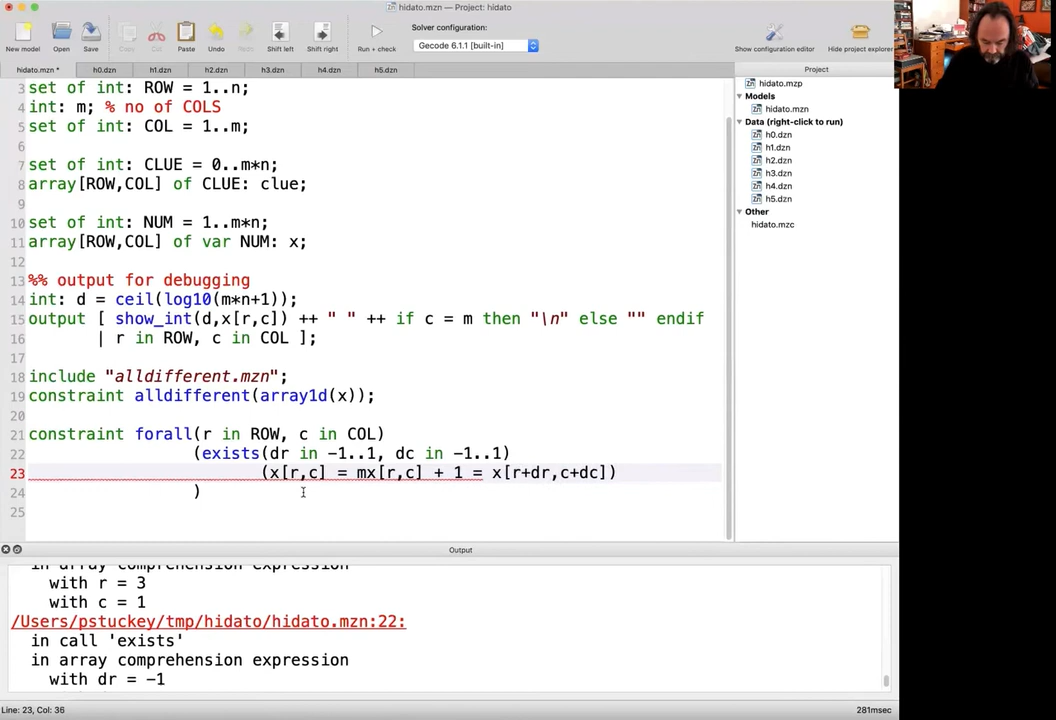 hidato.mzn — Project: hidato
Solver configuration:
New model Open Save Copy Cut Paste Undo Redo Shift left Shift right Run + check Gecode 6.1.1 [built-in] Show configuration editor Hide project explorer
hidato.mzn * h0.dzn h1.dzn h2.dzn h3.dzn h4.dzn h5.dzn
3 set of int: ROW = 1..n;
4 int: m; % no of COLS
5 set of int: COL = 1..m;
6
7 set of int: CLUE = 0..m*n;
8 array[ROW,COL] of CLUE: clue;
9
10 set of int: NUM = 1..m*n;
11 array[ROW,COL] of var NUM: x;
12
13 %% output for debugging
14 int: d = ceil(log10(m*n+1));
15 output [ show_int(d,x[r,c]) ++ " " ++ if c = m then "\n" else "" endif
16 | r in ROW, c in COL ];
17
18 include "alldifferent.mzn";
19 constraint alldifferent(array1d(x));
20
21 constraint forall(r in ROW, c in COL)
22 (exists(dr in -1..1, dc in -1..1)
23 (x[r,c] = mx[r,c] + 1 = x[r+dr,c+dc])
24 )
25
Project
hidato.mzp
Models
hidato.mzn
Data (right-click to run)
h0.dzn
h1.dzn
h2.dzn
h3.dzn
h4.dzn
h5.dzn
Other
hidato.mzc
Output
in array comprehension expression
with r = 3
with c = 1
/Users/pstuckey/tmp/hidato/hidato.mzn:22:
in call 'exists'
in array comprehension expression
with dr = -1
Line: 23, Col: 36
281msec